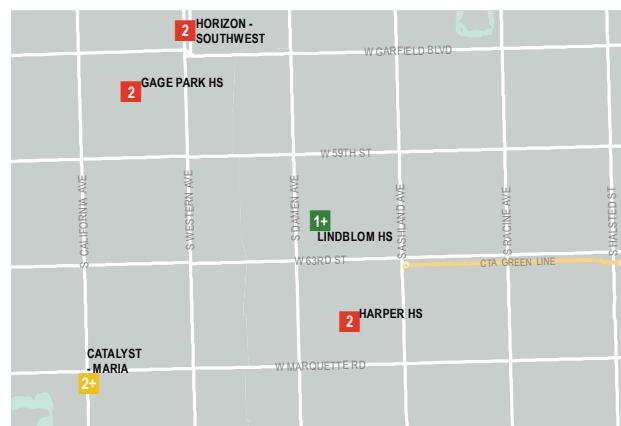 2
HORIZON -
SOUTHWEST
W GARFIELD BLVD
2
GAGE PARK HS
W 59TH ST
S CALIFORNIA AVE
S WESTERN AVE
S DAMEN AVE
S ASHLAND AVE
S RACINE AVE
S HALSTED ST
1+
LINDBLOM HS
W 63RD ST
CTA GREEN LINE
2
HARPER HS
CATALYST
- MARIA
2+
W MARQUETTE RD